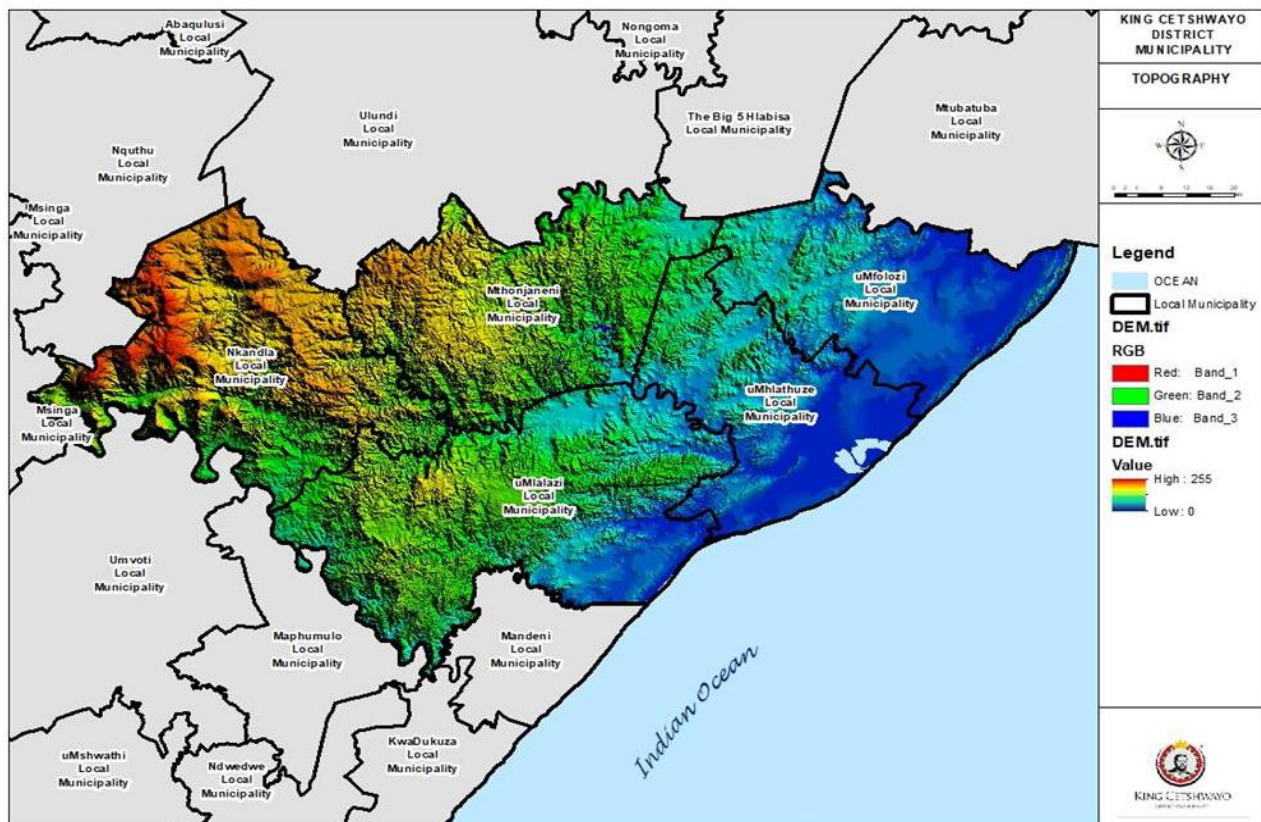 Abaqulusi
Local
Municipality
Nongoma
Local
Municipality
Ulundi
Local
Municipality
The Big 5 Hlabisa
Local Municipality
Mtubatuba
Local
Municipality
Nquthu
Local
Municipality
Msinga
Local
Municipality
uMfolozi
Local
Municipality
Mthonjaneni
Local
Municipality
Nkandla
Local
Municipality
uMhlathuze
Local
Municipality
Msinga
Local
Municipality
uMlalazi
Local
Municipality
Umvoti
Local
Municipality
Maphumulo
Local
Municipality
Mandeni
Local
Municipality
Indian Ocean
uMshwathi
Local
Municipality
Ndwedwe
Local
Municipality
KwaDukuza
Local
Municipality
KING CETSHWAYO
DISTRICT
MUNICIPALITY
TOPOGRAPHY
N
W E
S
Legend
OCEAN
Local Municipality
DEM.tif
RGB
Red: Band_1
Green: Band_2
Blue: Band_3
DEM.tif
Value
High : 255
Low : 0
KING CETSHWAYO